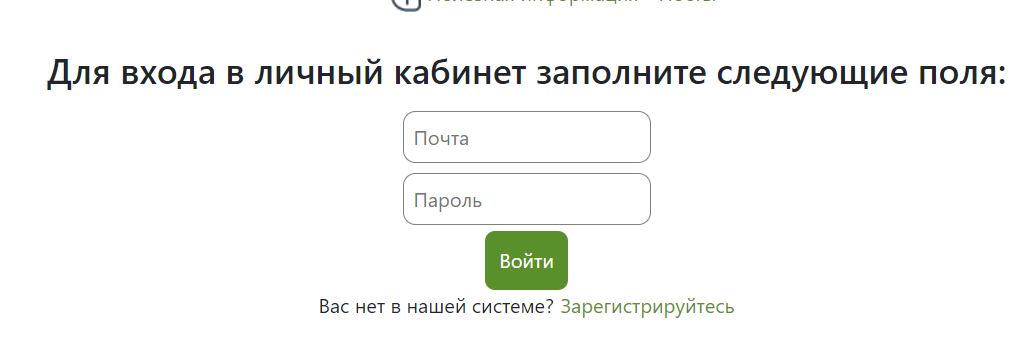 Для входа в личный кабинет заполните следующие поля:
Почта
Пароль
Войти
Вас нет в нашей системе? Зарегистрируйтесь